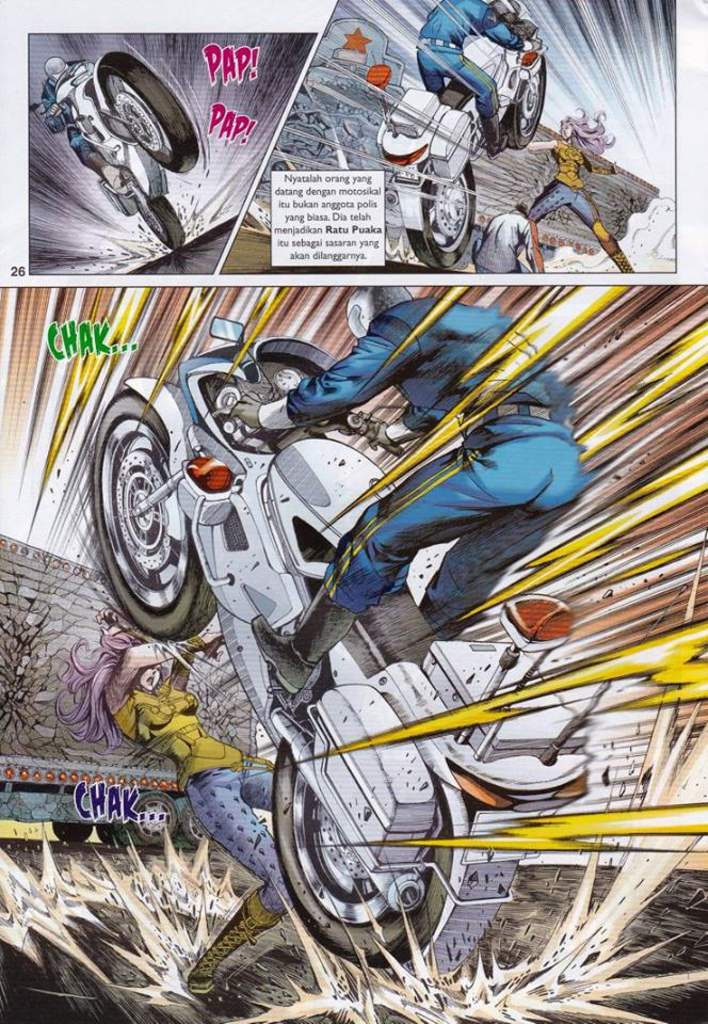 PAP!
PAP!
Nyatalah orang yang
datang dengan motosikal
itu bukan anggota polis
yang biasa. Dia telah
menjadikan Ratu Puaka
itu sebagai sasaran yang
akan dilanggarnya.
26
CHAK...
CHAK...